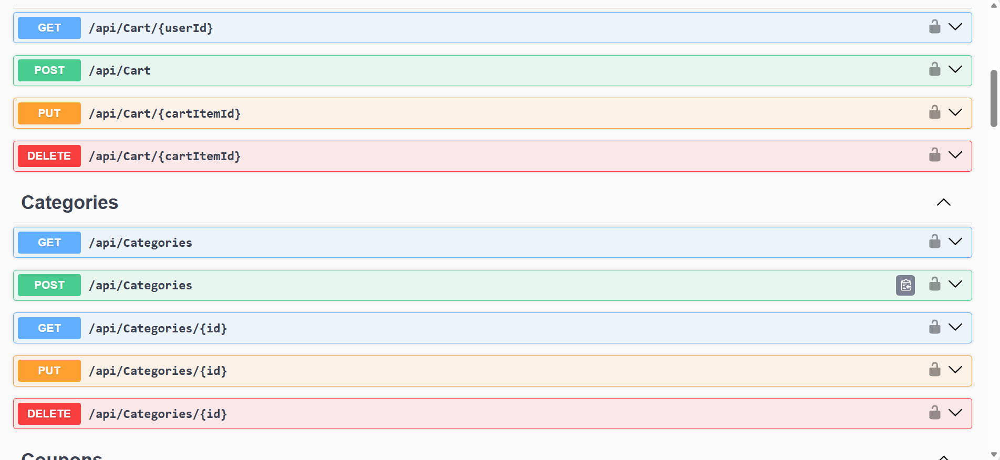 GET /api/Cart/{userId}
POST /api/Cart
PUT /api/Cart/{cartItemId}
DELETE /api/Cart/{cartItemId}
Categories
GET /api/Categories
POST /api/Categories
GET /api/Categories/{id}
PUT /api/Categories/{id}
DELETE /api/Categories/{id}
Coupons